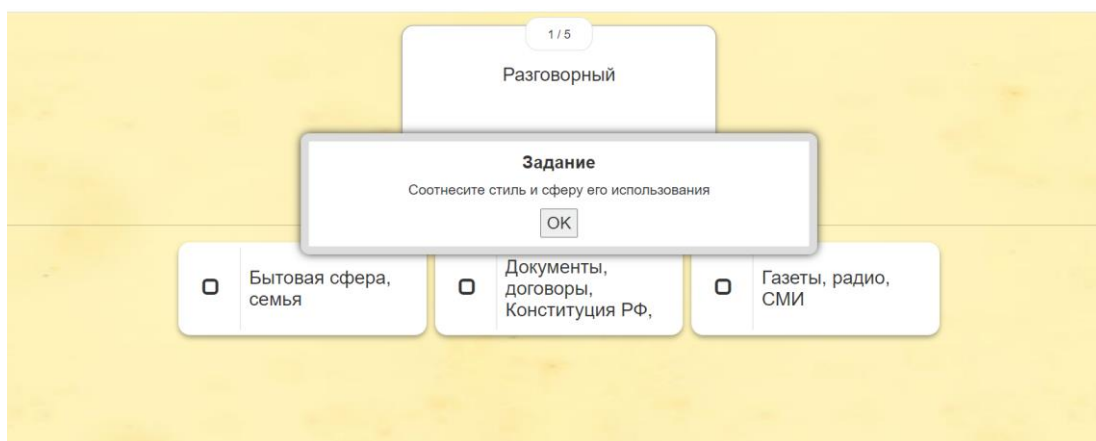 1 / 5
Разговорный
Задание
Соотнесите стиль и сферу его использования
OK
Бытовая сфера,
семья
Документы,
договоры,
Конституция РФ,
Газеты, радио,
СМИ